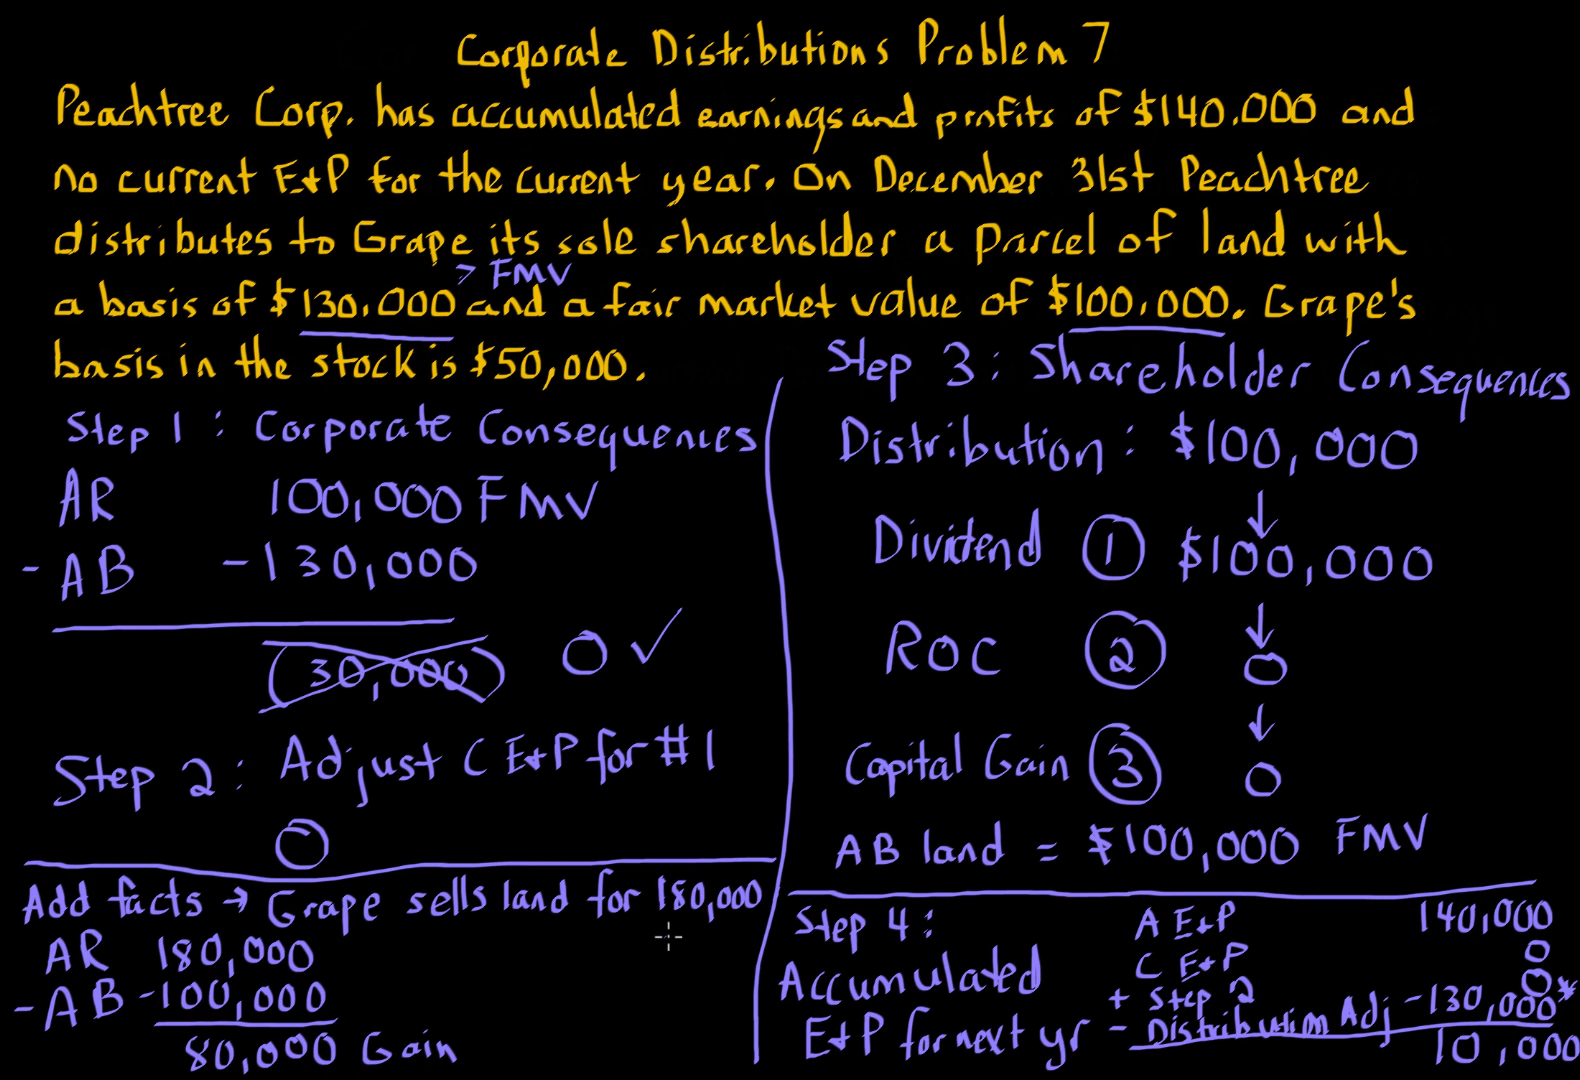 Corporate Distributions Problem 7
Peachtree Corp. has accumulated earnings and profits of $140,000 and
no current E+P for the current year. On December 31st Peachtree
distributes to Grape its sole shareholder a parcel of land with
> FMV
a basis of $130,000 and a fair market value of $100,000. Grape's
basis in the stock is $50,000.
Step 1 : Corporate Consequences
AR 100,000 FMV
- AB -130,000
(30,000) 0 ✓
Step 2 : Adjust C E+P for #1
0
Add facts → Grape sells land for 180,000
AR 180,000
- AB -100,000
80,000 Gain
Step 3 : Shareholder Consequences
Distribution : $100,000
↓
Dividend ① $100,000
↓
ROC ② 0
↓
Capital Gain ③ 0
AB land = $100,000 FMV
Step 4 : A E+P 140,000
Accumulated C E+P 0
+ Step 2 0
E+P for next yr - Distribution Adj -130,000*
10,000